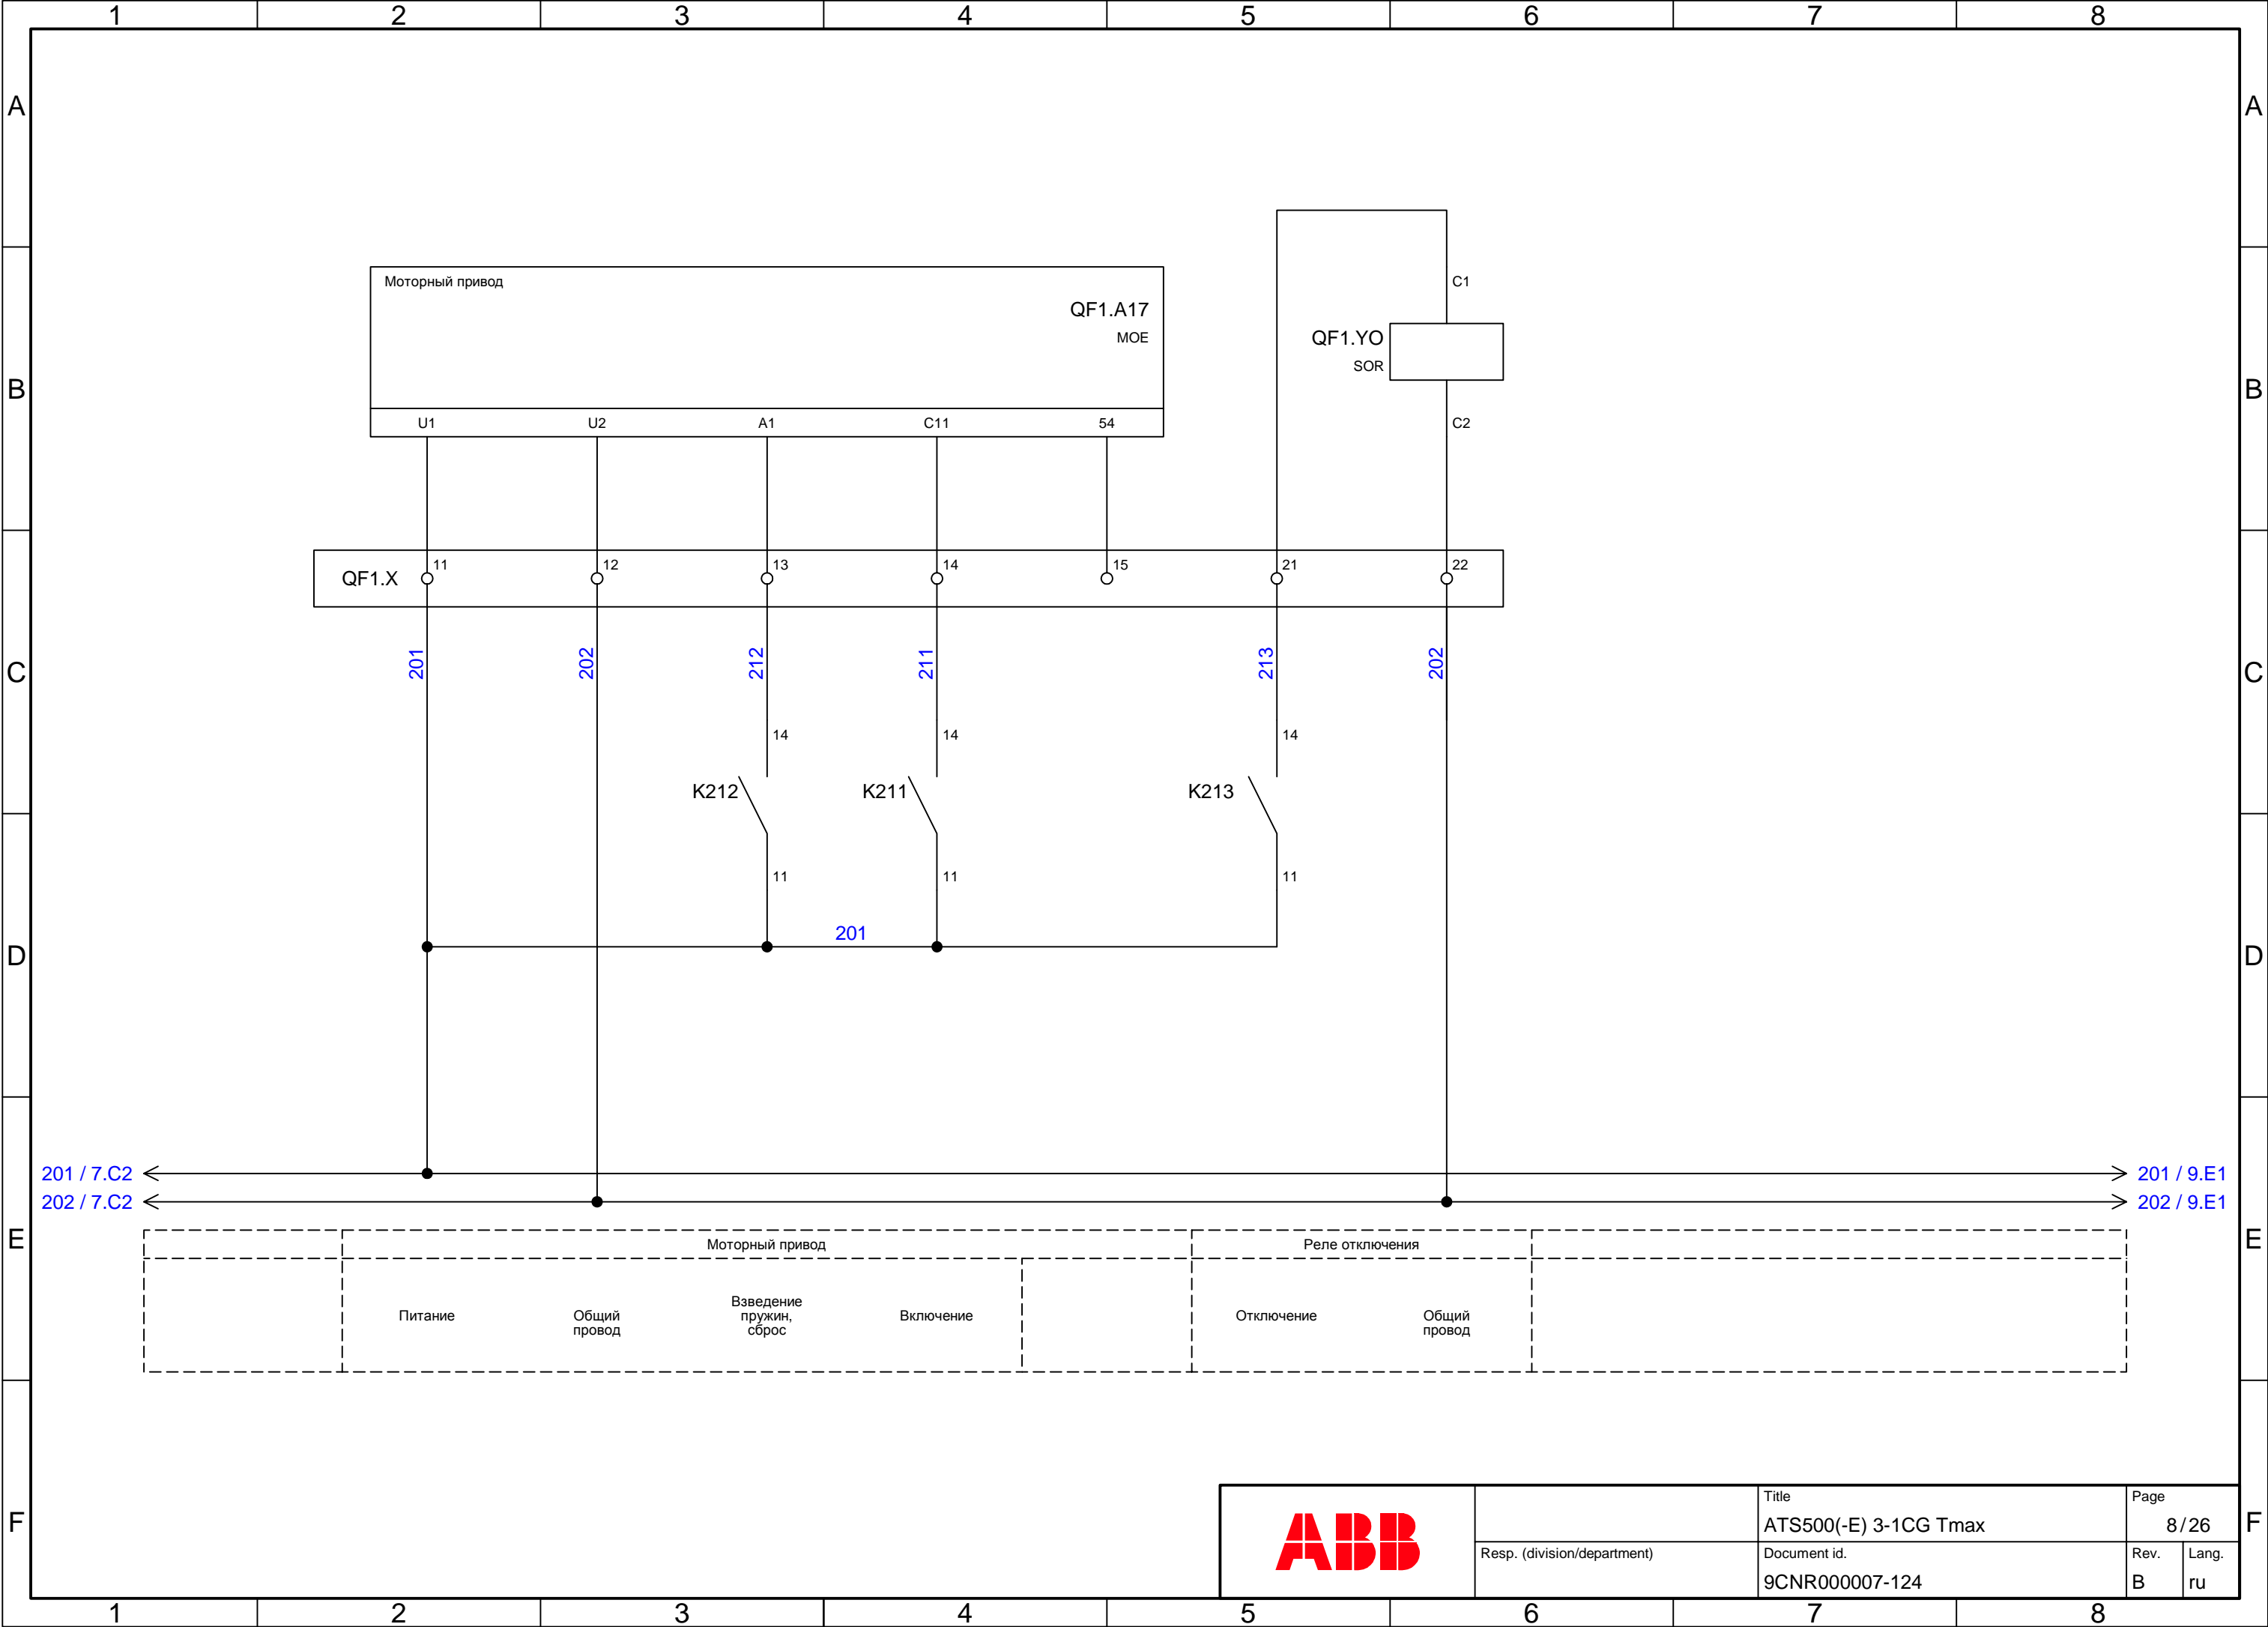 1 2 3 4 5 6 7 8
A A
Моторный привод
QF1.A17
MOE
C1
QF1.YO
SOR
B B
U1 U2 A1 C11 54
C2
QF1.X 11 12 13 14 15 21 22
201 202 212 211 213 202
C C
14 14 14
K212 K211 K213
11 11 11
201
D D
201 / 7.C2 201 / 9.E1
202 / 7.C2 202 / 9.E1
E E
Моторный привод Реле отключения
Питание
Общий
провод
Взведение
пружин,
сброс
Включение
Отключение
Общий
провод
F F
ABB
Title
ATS500(-E) 3-1CG Tmax
Page
8/26
Resp. (division/department)
Document id.
9CNR000007-124
Rev.
B
Lang.
ru
1 2 3 4 5 6 7 8